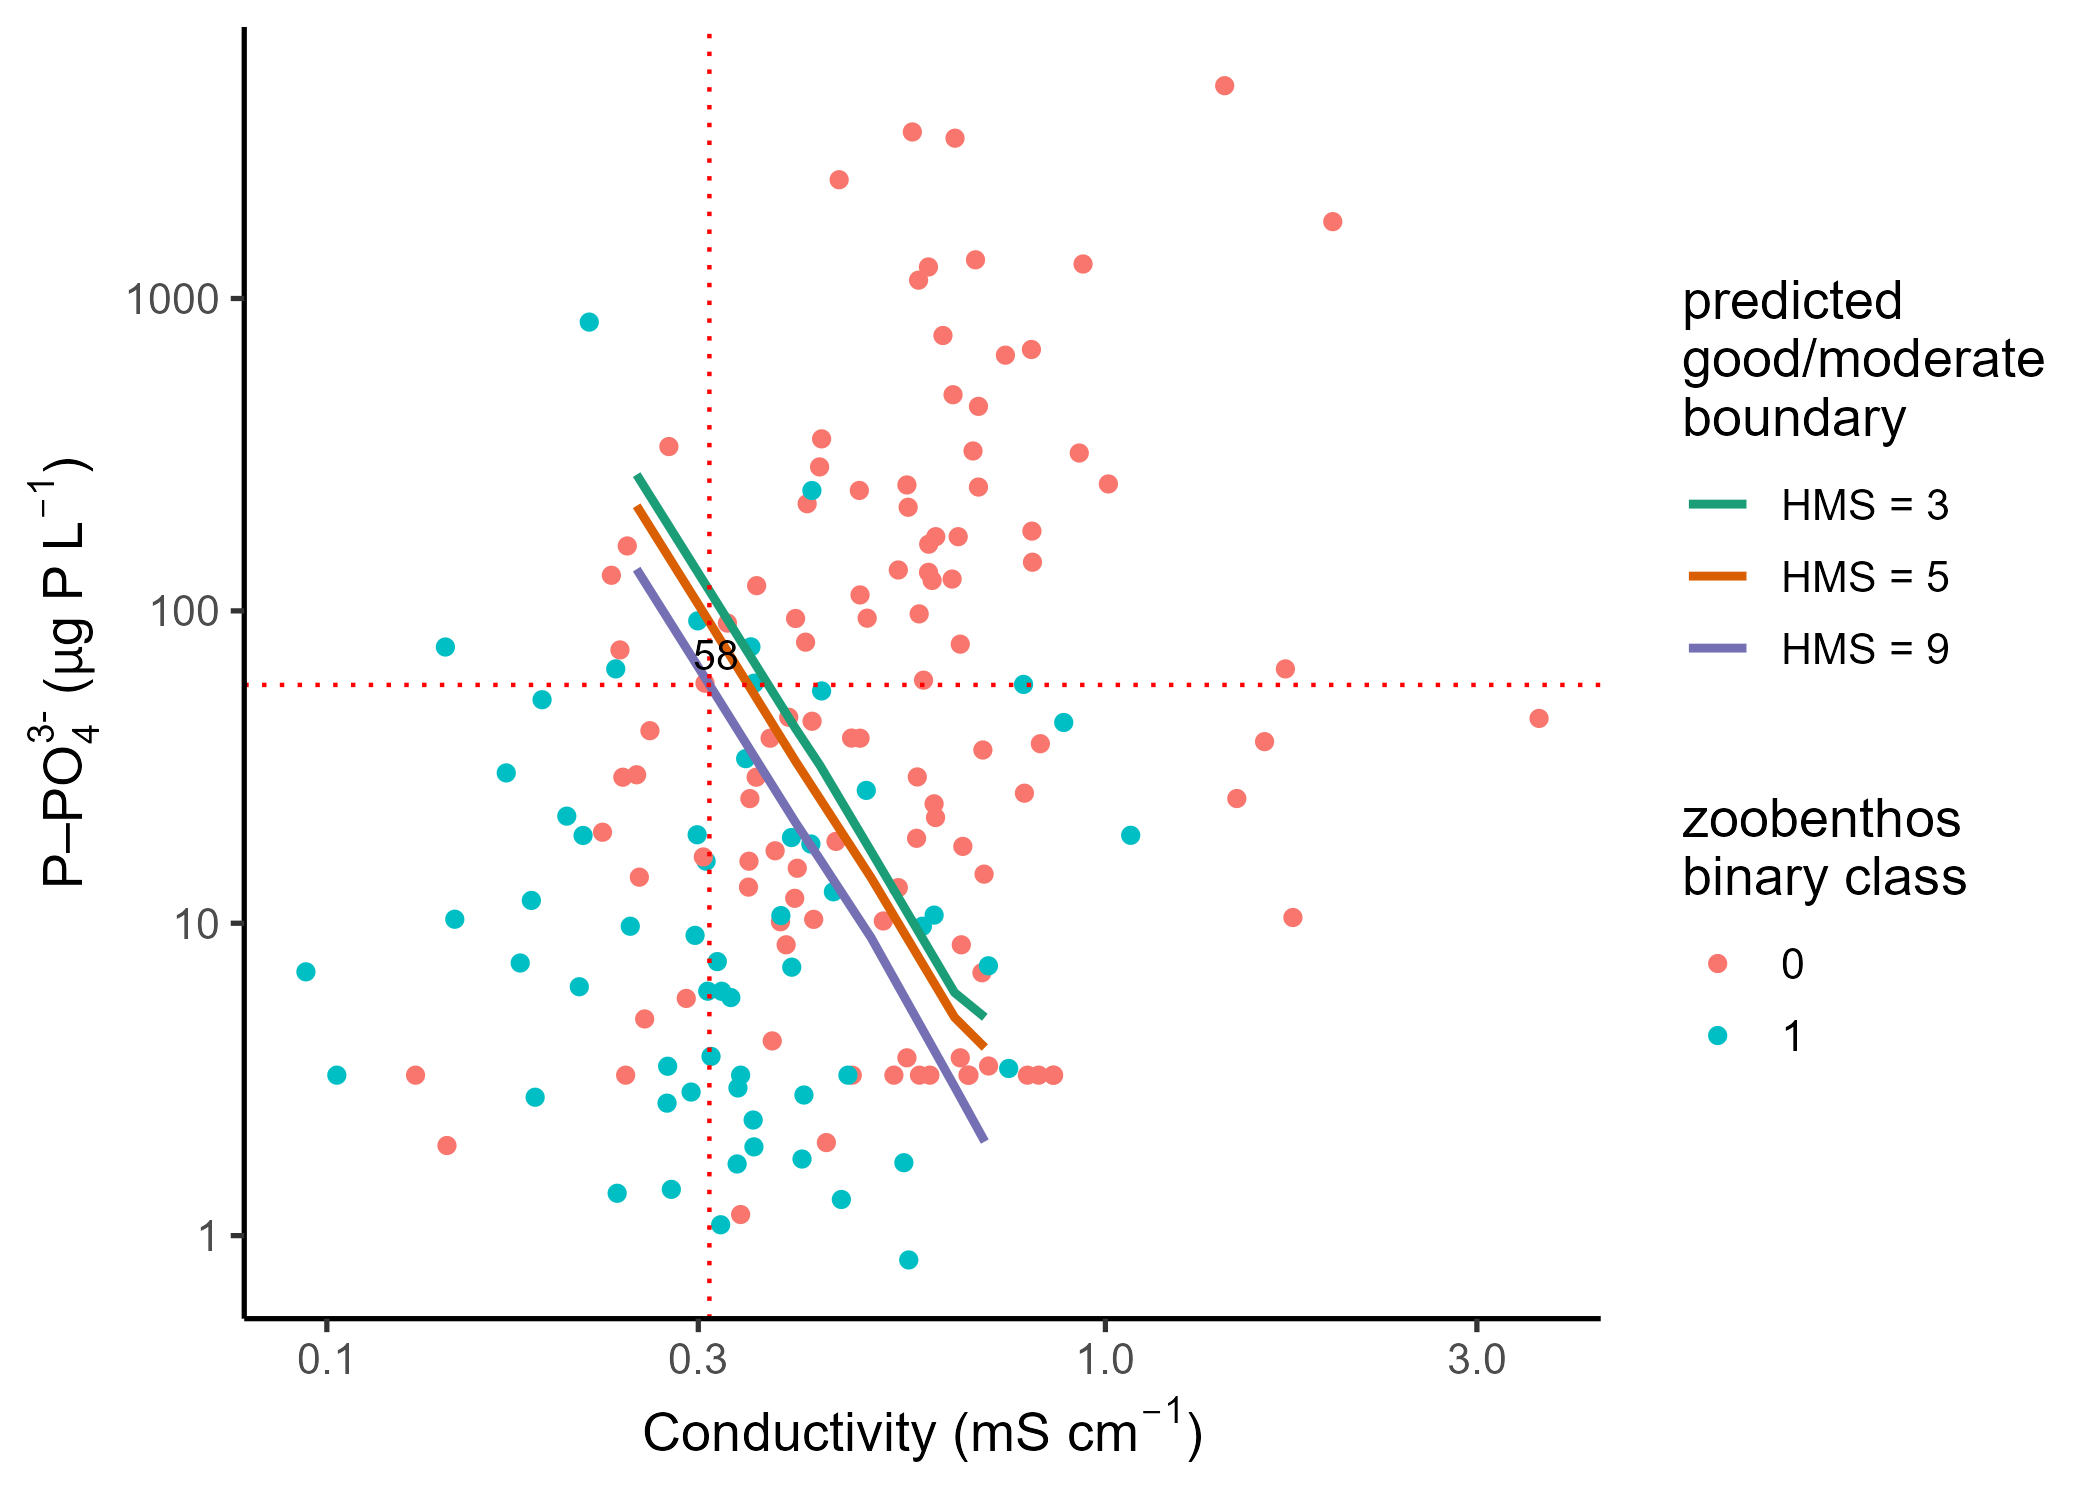 1000
100
10
1
P–PO₄³⁻ (µg P L⁻¹)
58
0.1
0.3
1.0
3.0
Conductivity (mS cm⁻¹)
predicted
good/moderate
boundary
HMS = 3
HMS = 5
HMS = 9
zoobenthos
binary class
0
1